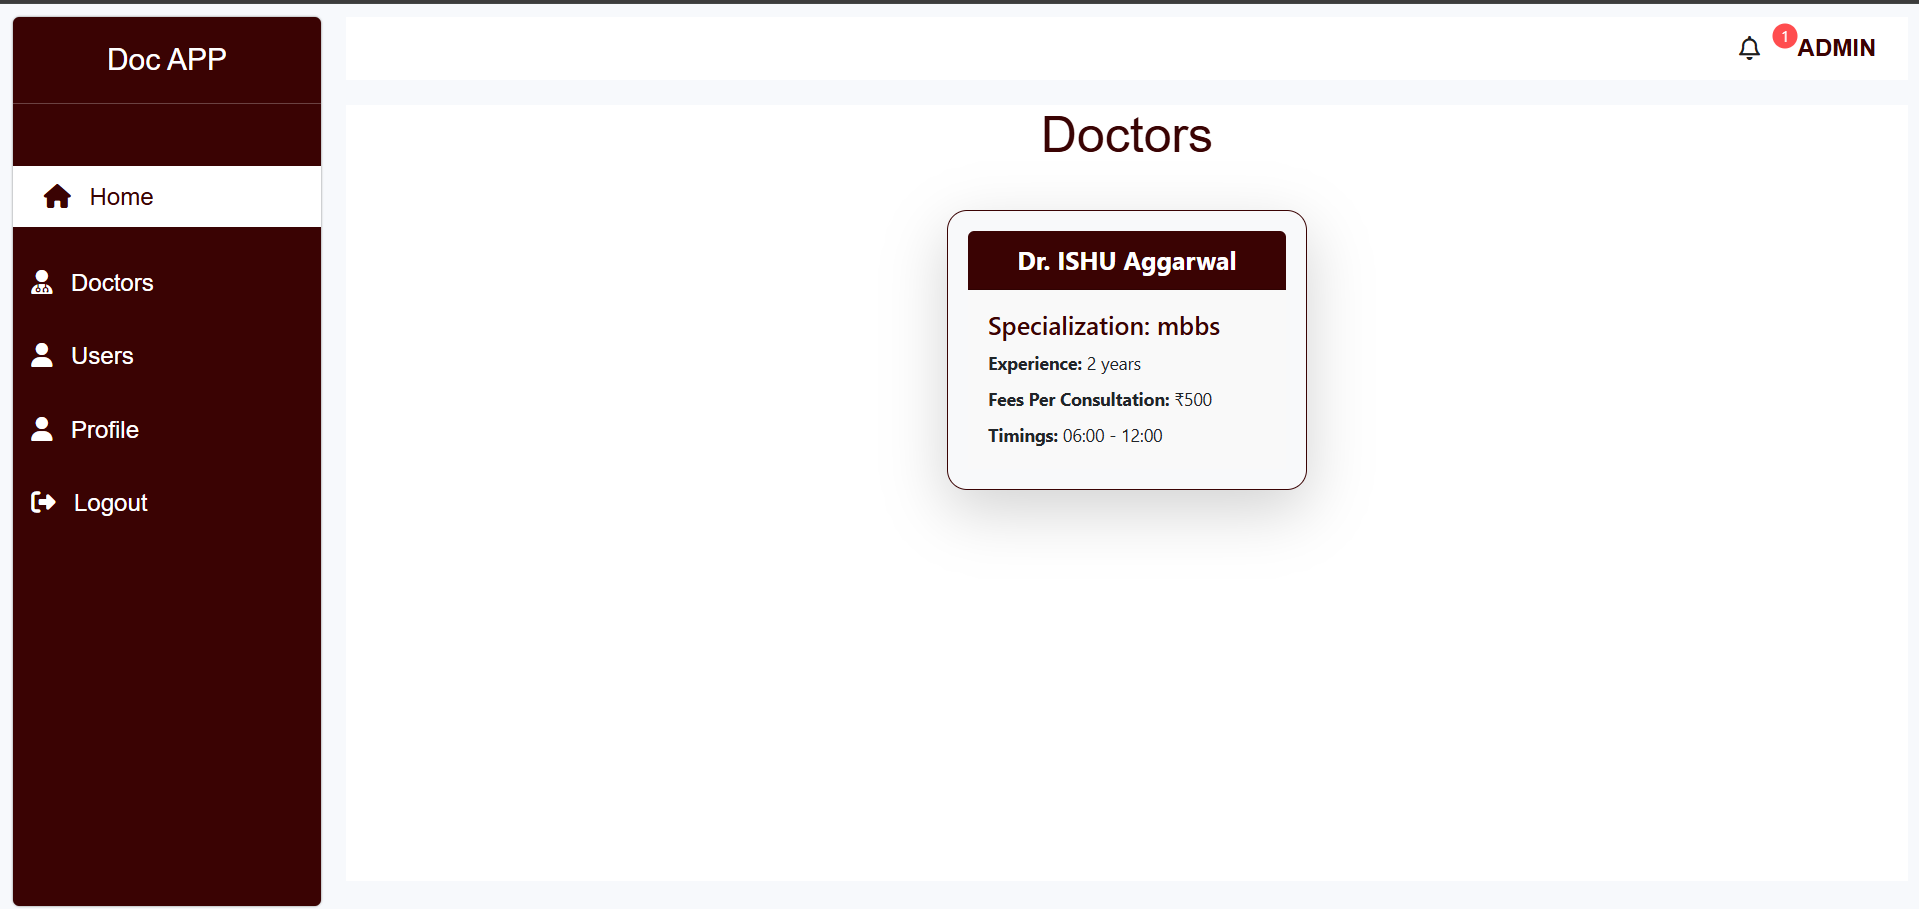 Doc APP
Home
Doctors
Users
Profile
Logout
1
ADMIN
Doctors
Dr. ISHU Aggarwal
Specialization: mbbs
Experience: 2 years
Fees Per Consultation: ₹500
Timings: 06:00 - 12:00